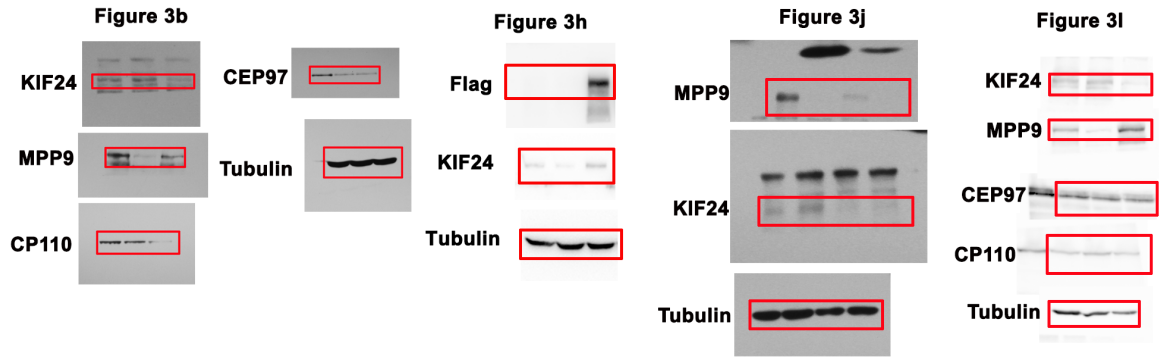 Figure 3b
KIF24
MPP9
CP110
CEP97
Tubulin
Figure 3h
Flag
KIF24
Tubulin
Figure 3j
MPP9
KIF24
Tubulin
Figure 3l
KIF24
MPP9
CEP97
CP110
Tubulin